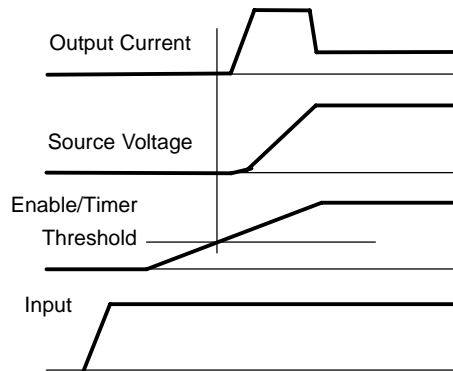 Output Current
Source Voltage
Enable/Timer
Threshold
Input